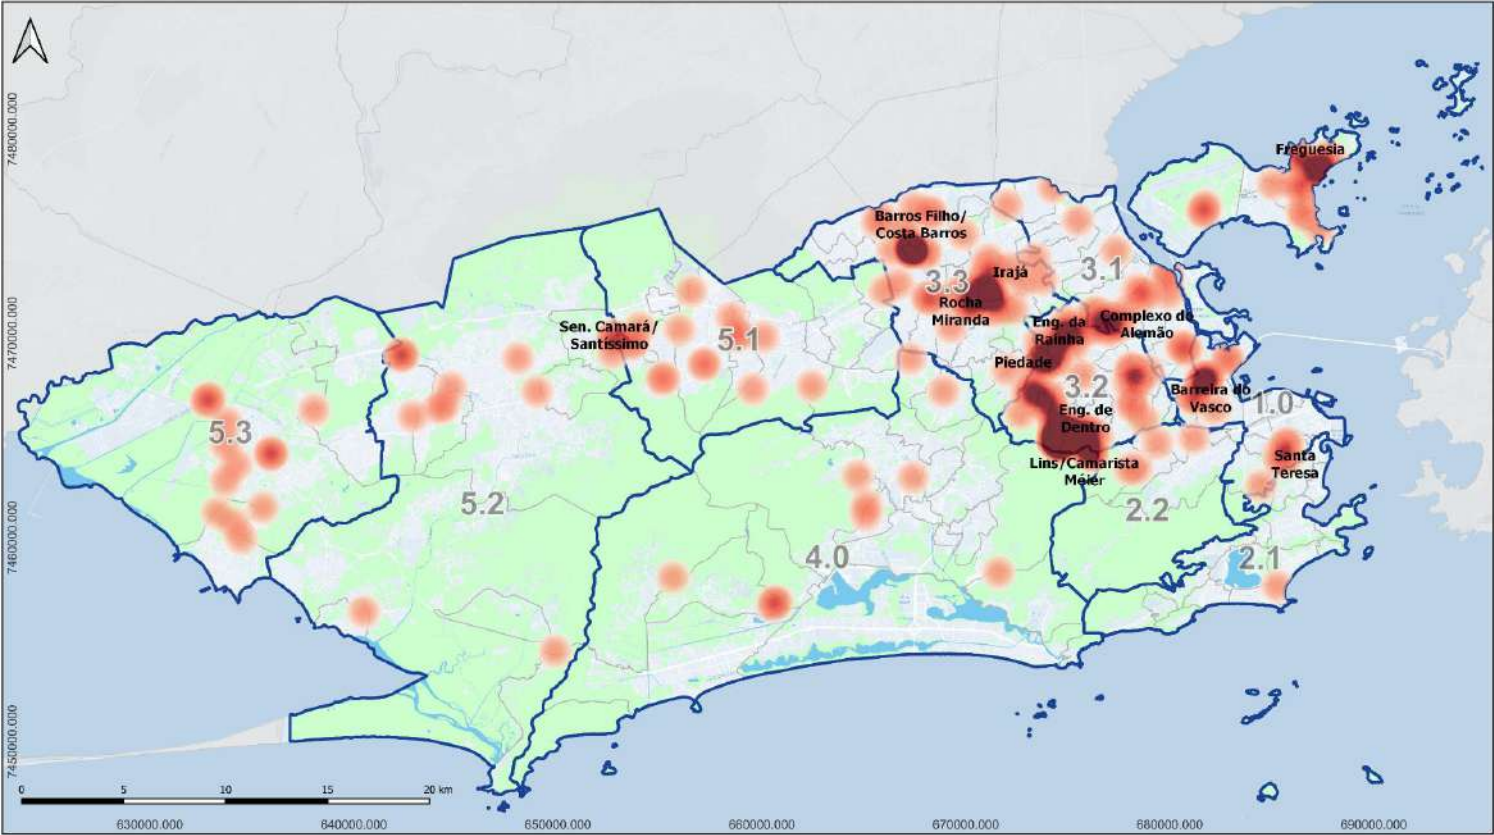 7480000.000
Freguesia
Barros Filho/
Costa Barros
3.1
Irajá
3.3
Rocha
Miranda
7470000.000
Sen. Camará/
Santíssimo
5.1
Eng. da
Rainha
Complexo do
Alemão
Piedade
3.2
Barreira do
Vasco
1.0
Eng. de
Dentro
5.3
Lins/Camarista
Méier
Santa
Teresa
5.2
2.2
7460000.000
4.0
2.1
7450000.000
0 5 10 15 20 km
630000.000 640000.000 650000.000 660000.000 670000.000 680000.000 690000.000